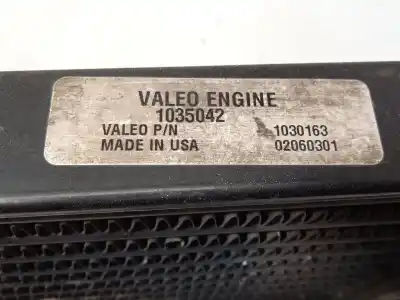 VALEO ENGINE
1035042
VALEO P/N 1030163
MADE IN USA 02060301